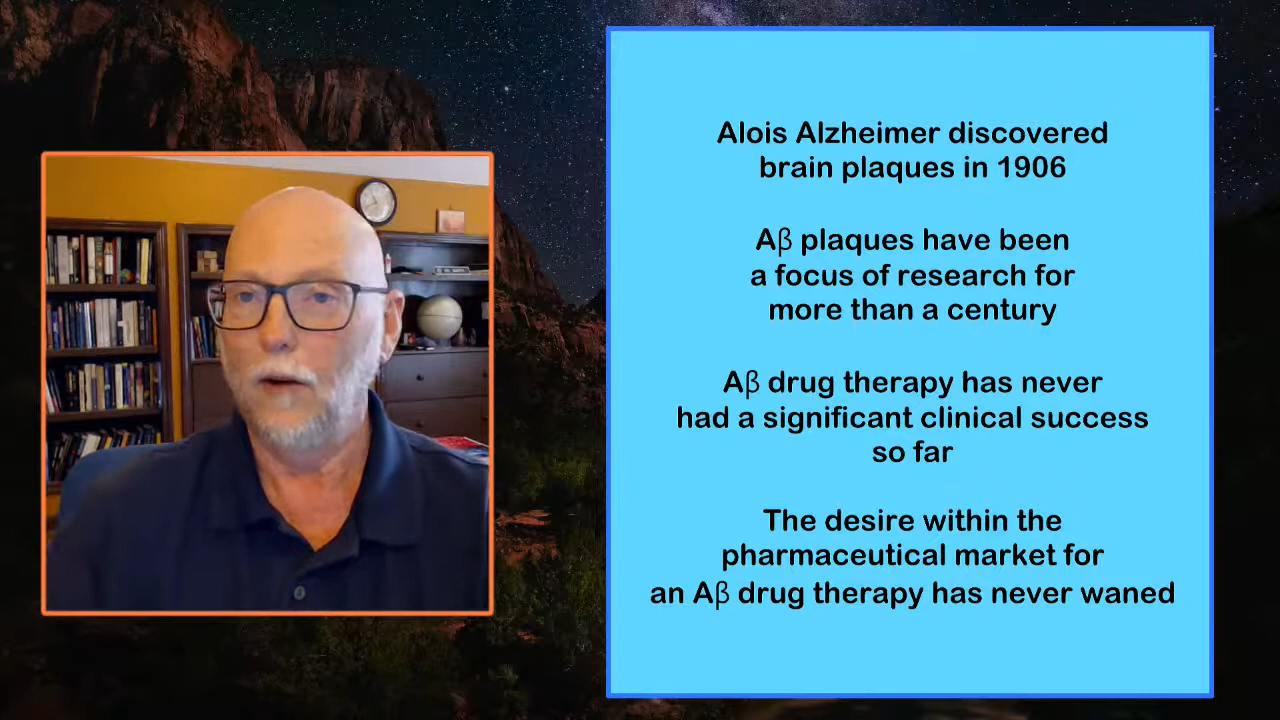 Alois Alzheimer discovered
brain plaques in 1906
Aβ plaques have been
a focus of research for
more than a century
Aβ drug therapy has never
had a significant clinical success
so far
The desire within the
pharmaceutical market for
an Aβ drug therapy has never waned